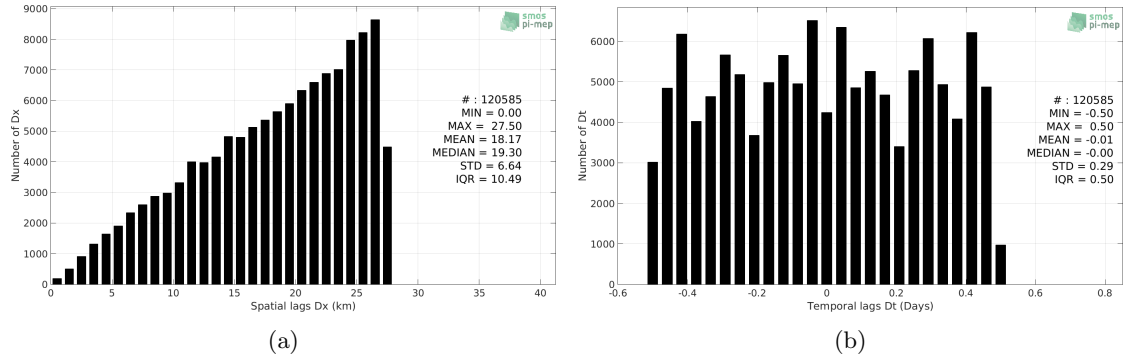 9000
8000
7000
6000
5000
4000
3000
2000
1000
0
Number of Dx
smos
pi-mep
# : 120585
MIN = 0.00
MAX = 27.50
MEAN = 18.17
MEDIAN = 19.30
STD = 6.64
IQR = 10.49
0 5 10 15 20 25 30 35 40
Spatial lags Dx (km)
(a)
6000
5000
4000
3000
2000
1000
0
Number of Dt
smos
pi-mep
# : 120585
MIN = -0.50
MAX = 0.50
MEAN = -0.01
MEDIAN = -0.00
STD = 0.29
IQR = 0.50
-0.6 -0.4 -0.2 0 0.2 0.4 0.6 0.8
Temporal lags Dt (Days)
(b)